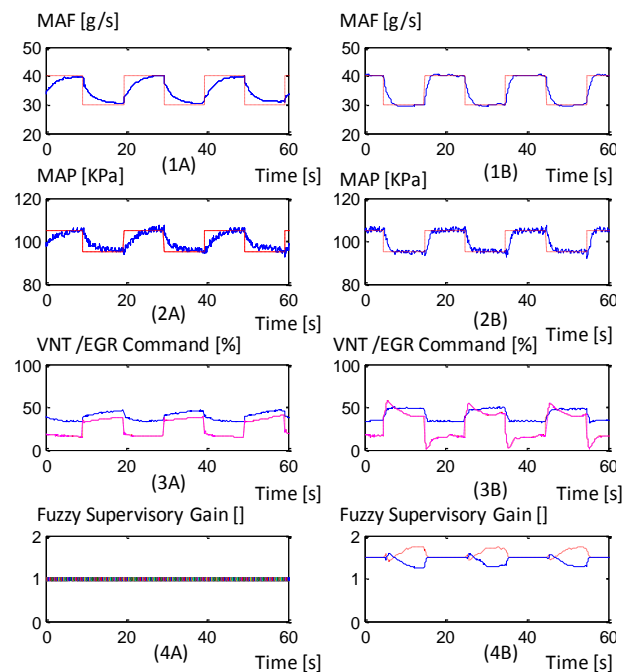 MAF [g/s]
50
40
30
20
0 20 40 60
(1A)
Time [s]
MAF [g/s]
50
40
30
20
0 20 40 60
(1B)
Time [s]
MAP [KPa]
120
100
80
0 20 40 60
(2A)
Time [s]
MAP [KPa]
120
100
80
0 20 40 60
(2B)
Time [s]
VNT /EGR Command [%]
100
50
0
0 20 40 60
(3A)
Time [s]
VNT /EGR Command [%]
100
50
0
0 20 40 60
(3B)
Time [s]
Fuzzy Supervisory Gain []
2
1
0
0 20 40 60
(4A)
Time [s]
Fuzzy Supervisory Gain []
2
1
0
0 20 40 60
(4B)
Time [s]